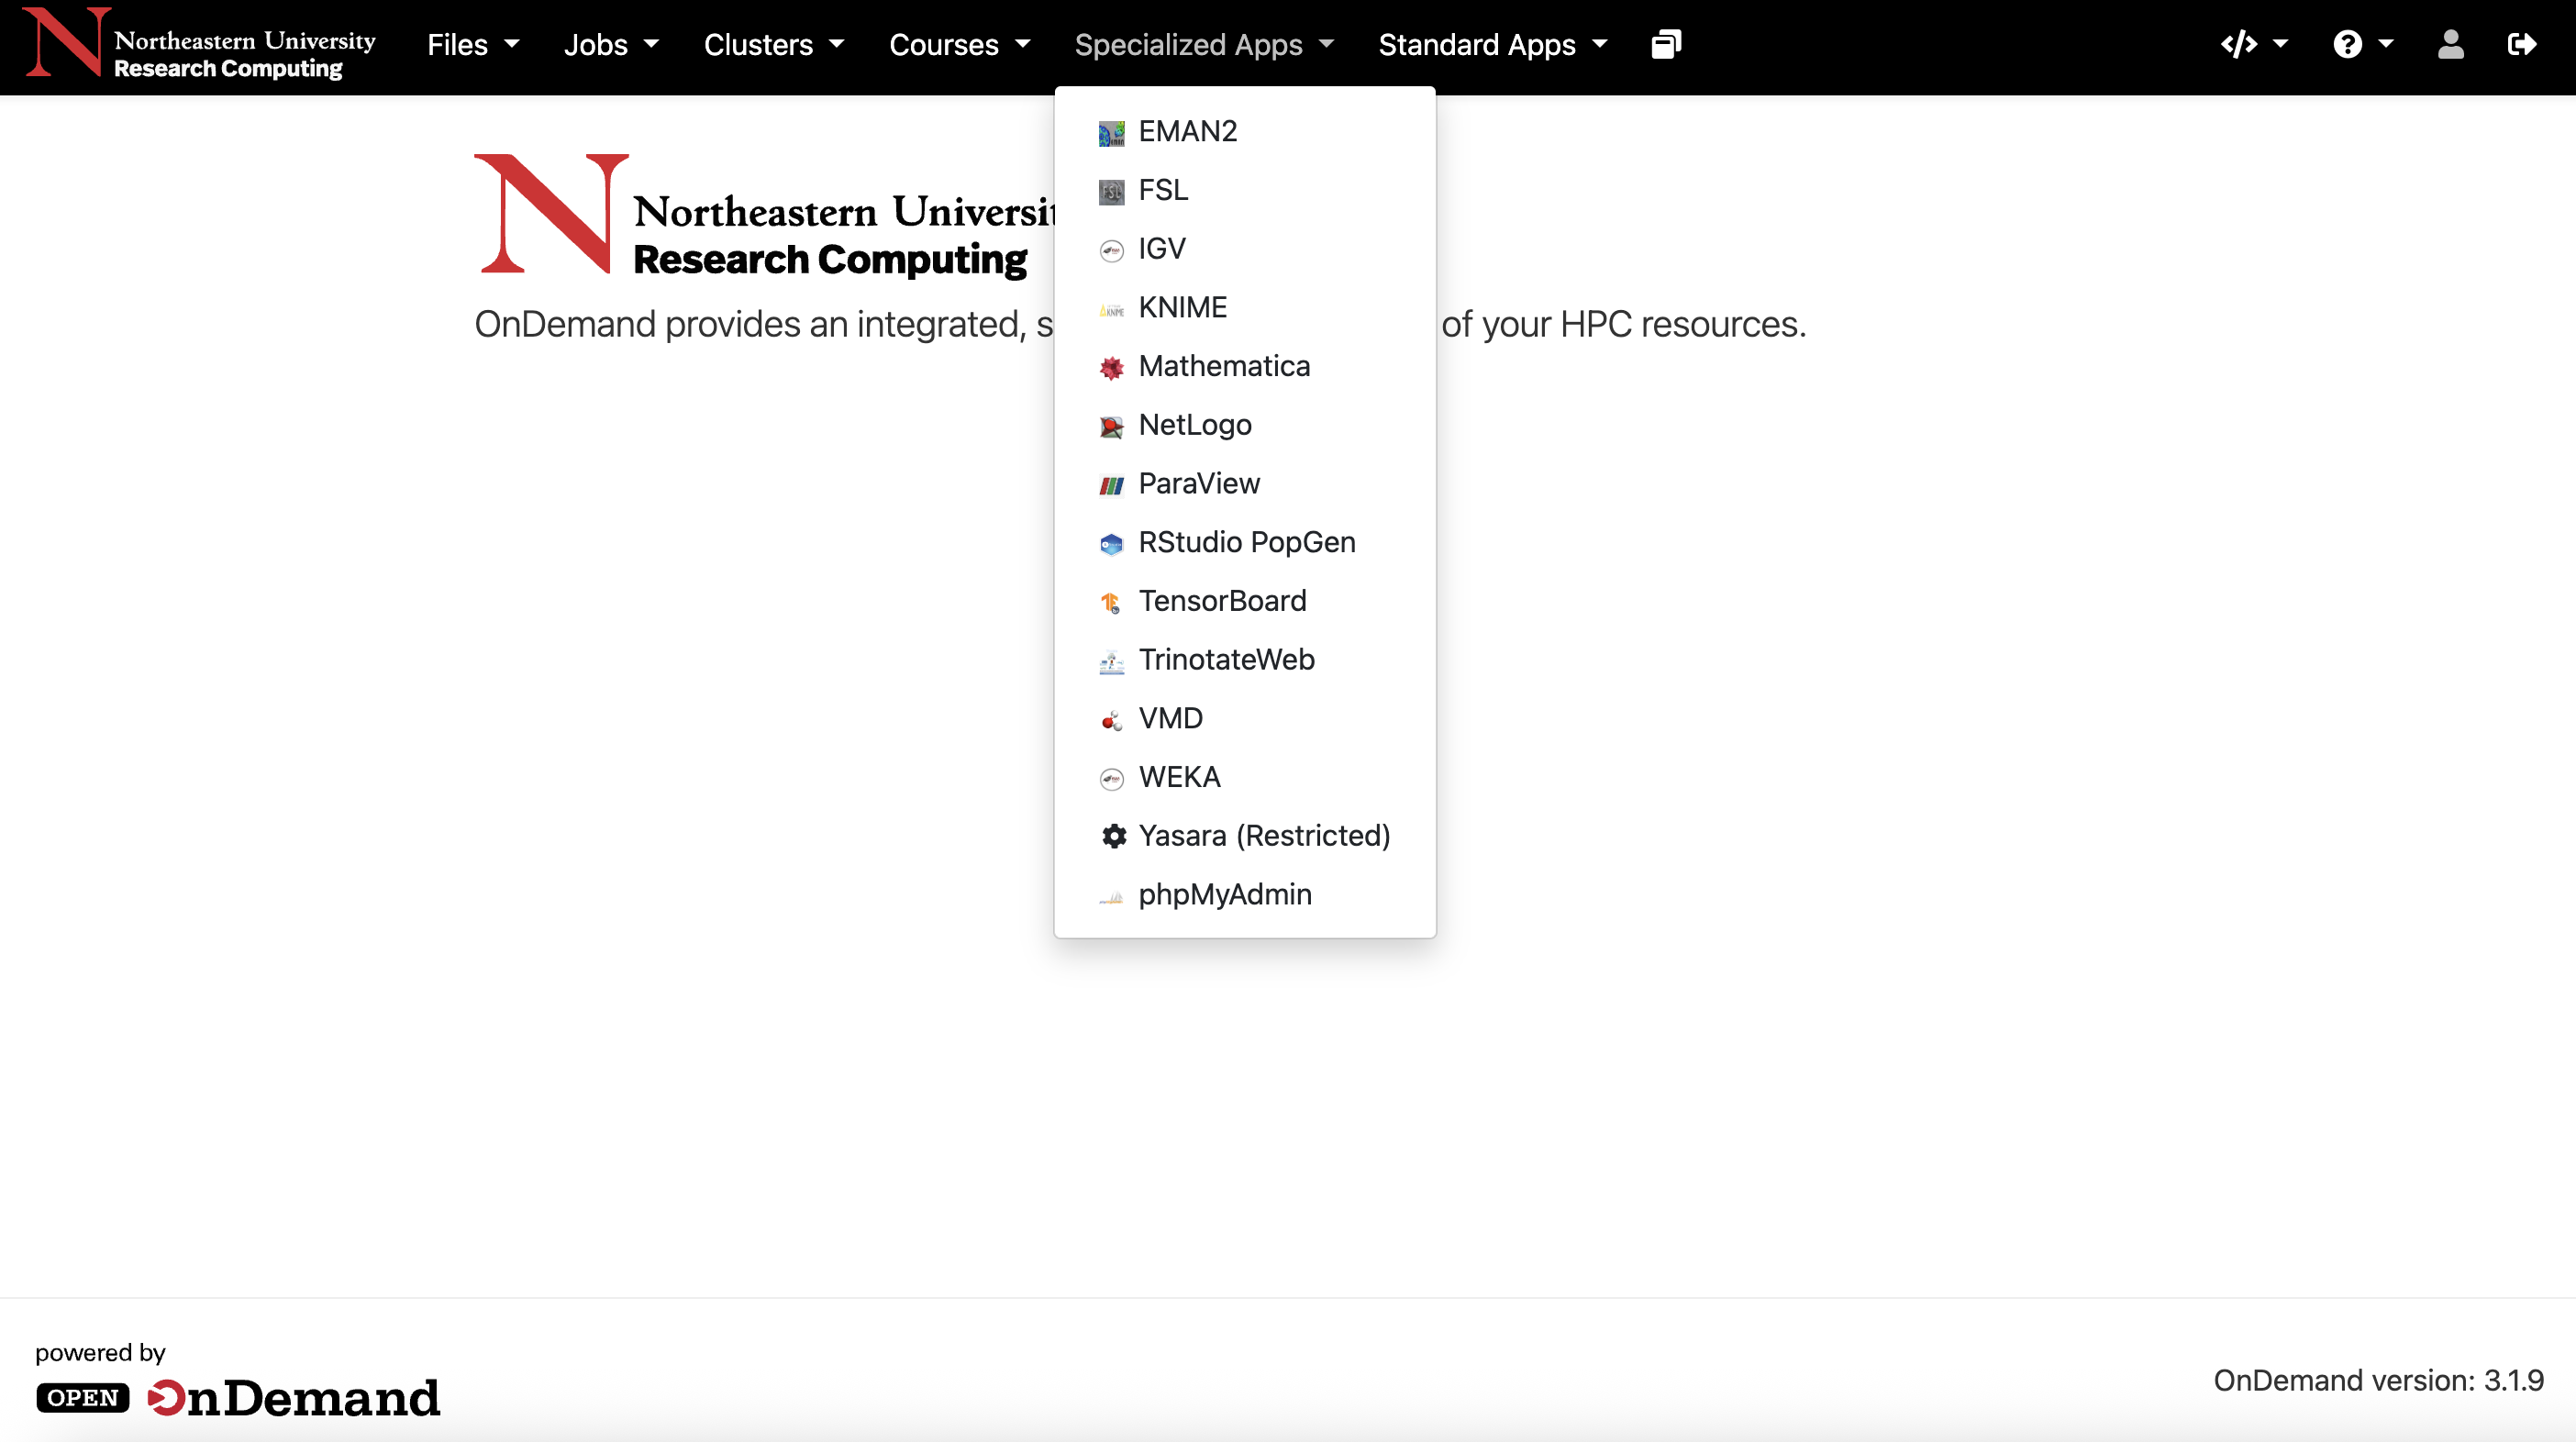 Northeastern University
Research Computing
Files
Jobs
Clusters
Courses
Specialized Apps
Standard Apps
EMAN2
FSL
IGV
KNIME
Mathematica
NetLogo
ParaView
RStudio PopGen
TensorBoard
TrinotateWeb
VMD
WEKA
Yasara (Restricted)
phpMyAdmin
Northeastern Universit
Research Computing
OnDemand provides an integrated, s of your HPC resources.
powered by
OPEN OnDemand
OnDemand version: 3.1.9